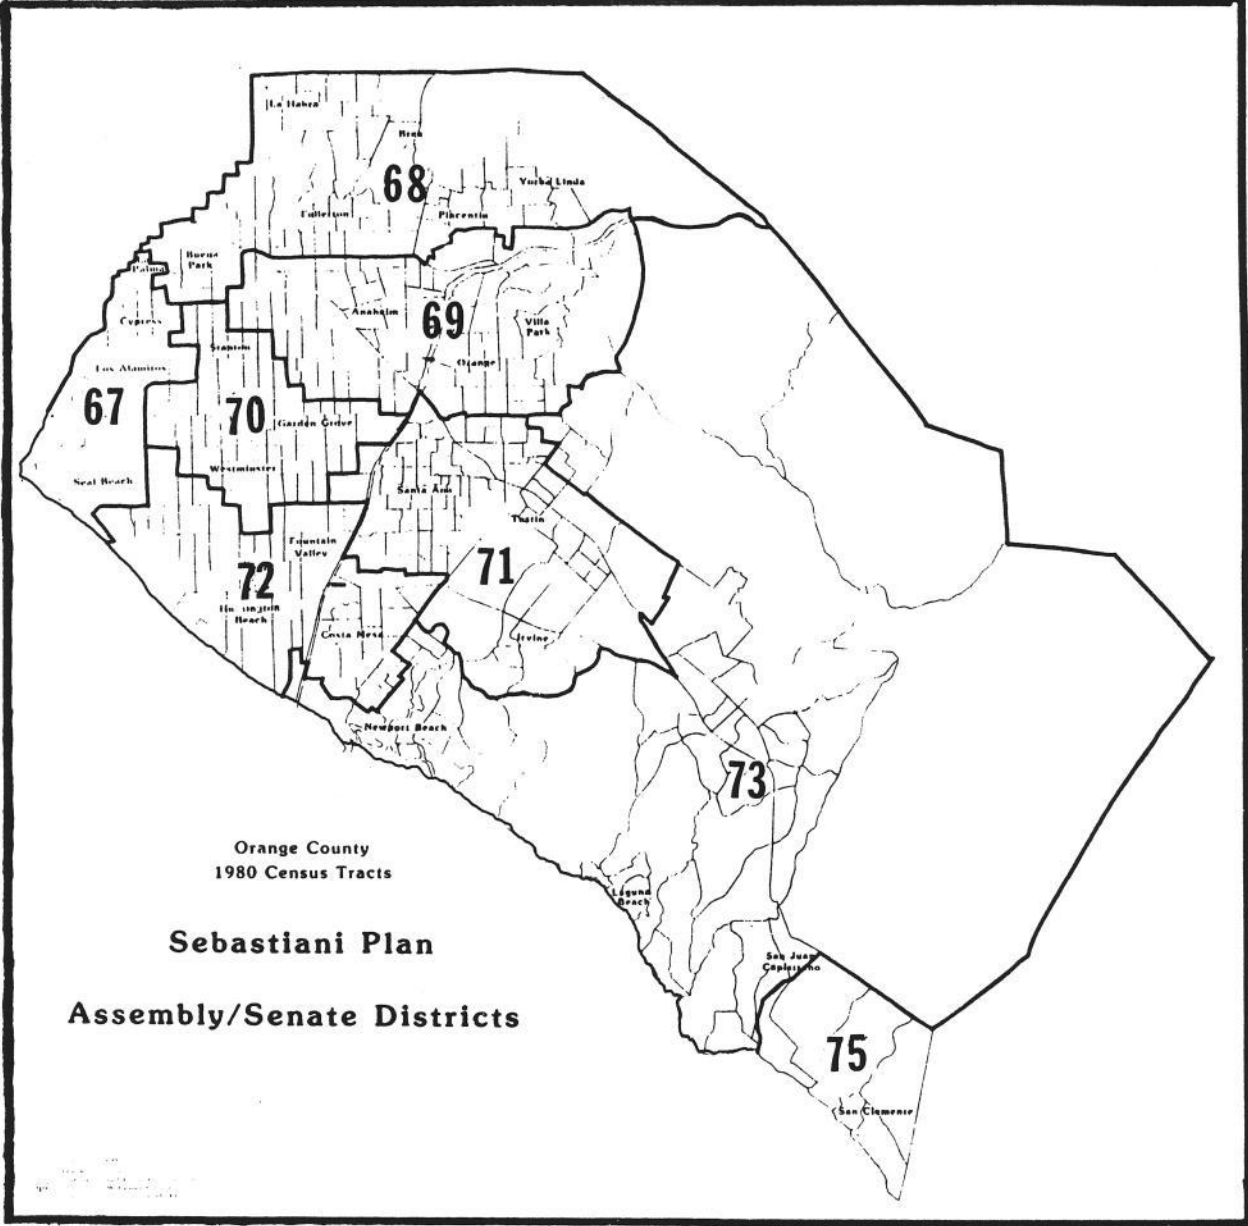 La Habra
Brea
68
Yorba Linda
Fullerton
Placentia
Buena
Park
La
Palma
Anaheim
69
Villa
Park
Cypress
Stanton
Orange
Los Alamitos
67
70
Garden Grove
Westminster
Seal Beach
Santa Ana
Tustin
Fountain
Valley
71
72
Huntington
Beach
Costa Mesa
Irvine
Newport Beach
73
Orange County
1980 Census Tracts
Laguna
Beach
Sebastiani Plan
San Juan
Capistrano
Assembly/Senate Districts
75
San Clemente